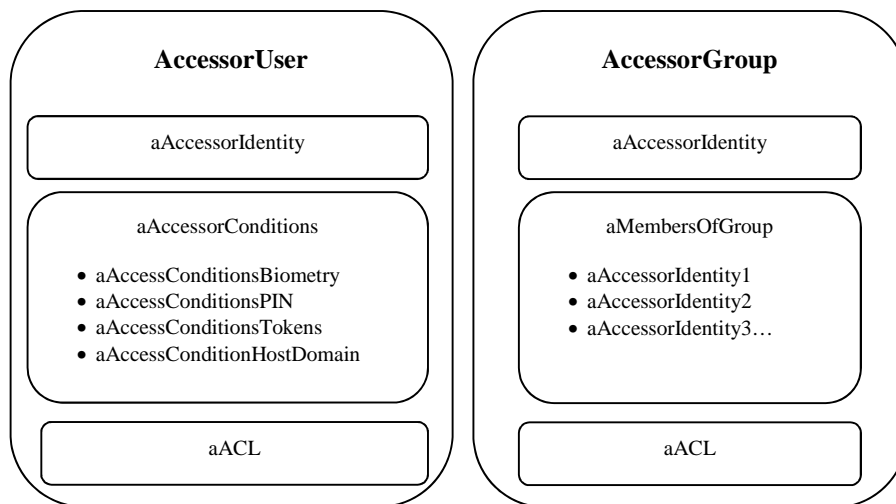 AccessorUser
aAccessorIdentity
aAccessorConditions
• aAccessConditionsBiometry
• aAccessConditionsPIN
• aAccessConditionsTokens
• aAccessConditionHostDomain
aACL
AccessorGroup
aAccessorIdentity
aMembersOfGroup
• aAccessorIdentity1
• aAccessorIdentity2
• aAccessorIdentity3…
aACL